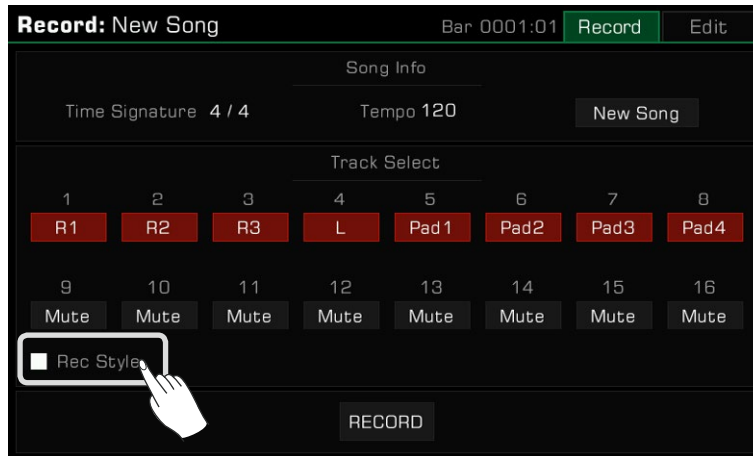 Record: New Song Bar 0001:01 Record Edit
Song Info
Time Signature 4 / 4 Tempo 120 New Song
Track Select
1 2 3 4 5 6 7 8
R1 R2 R3 L Pad1 Pad2 Pad3 Pad4
9 10 11 12 13 14 15 16
Mute Mute Mute Mute Mute Mute Mute Mute
Rec Style
RECORD